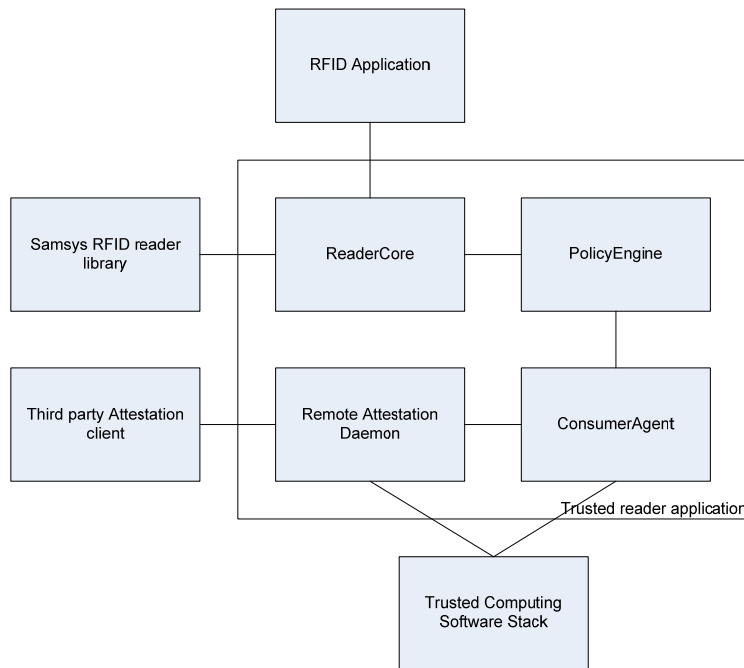 RFID Application
Samsys RFID reader
library
ReaderCore
PolicyEngine
Third party Attestation
client
Remote Attestation
Daemon
ConsumerAgent
Trusted reader application
Trusted Computing
Software Stack